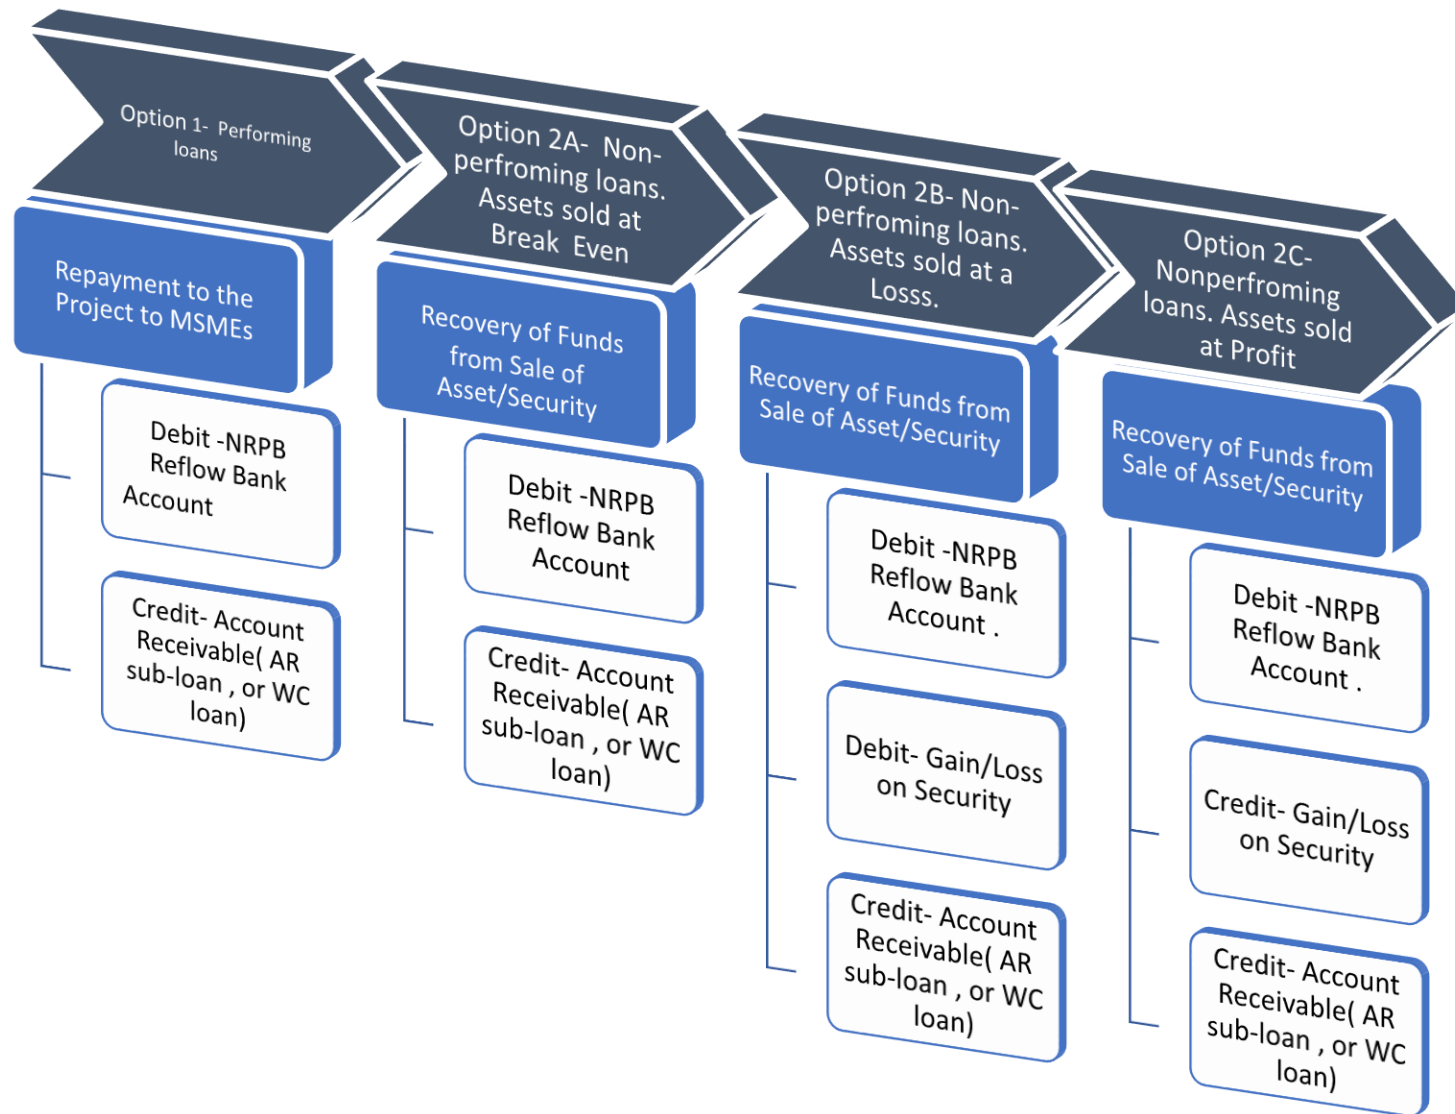 Option 1- Performing
loans
Repayment to the
Project to MSMEs
Debit -NRPB
Reflow Bank
Account
Credit- Account
Receivable( AR
sub-loan , or WC
loan)
Option 2A- Non-
perfroming loans.
Assets sold at
Break Even
Recovery of Funds
from Sale of
Asset/Security
Debit -NRPB
Reflow Bank
Account
Credit- Account
Receivable( AR
sub-loan , or WC
loan)
Option 2B- Non-
perfroming loans.
Assets sold at a
Losss.
Recovery of Funds from
Sale of Asset/Security
Debit -NRPB
Reflow Bank
Account .
Debit- Gain/Loss
on Security
Credit- Account
Receivable( AR
sub-loan , or WC
loan)
Option 2C-
Nonperfroming
loans. Assets sold
at Profit
Recovery of Funds from
Sale of Asset/Security
Debit -NRPB
Reflow Bank
Account .
Credit- Gain/Loss
on Security
Credit- Account
Receivable( AR
sub-loan , or WC
loan)